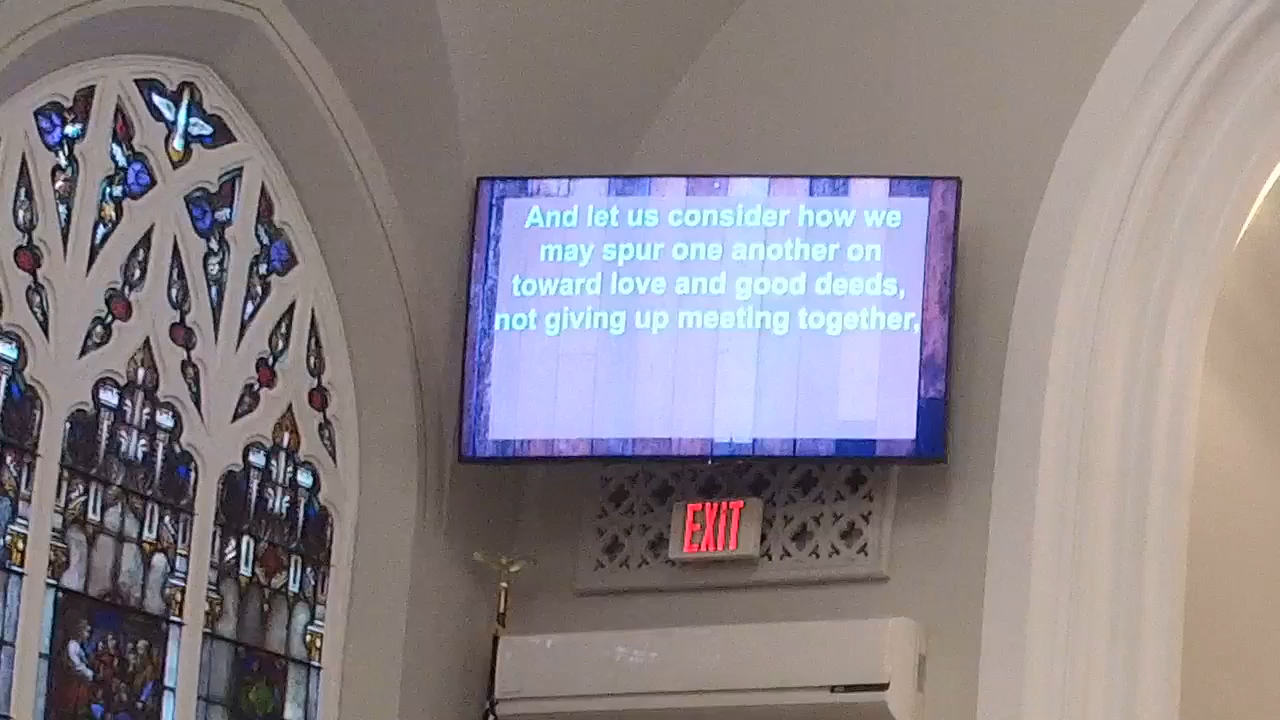 And let us consider how we
may spur one another on
toward love and good deeds,
not giving up meeting together,
EXIT